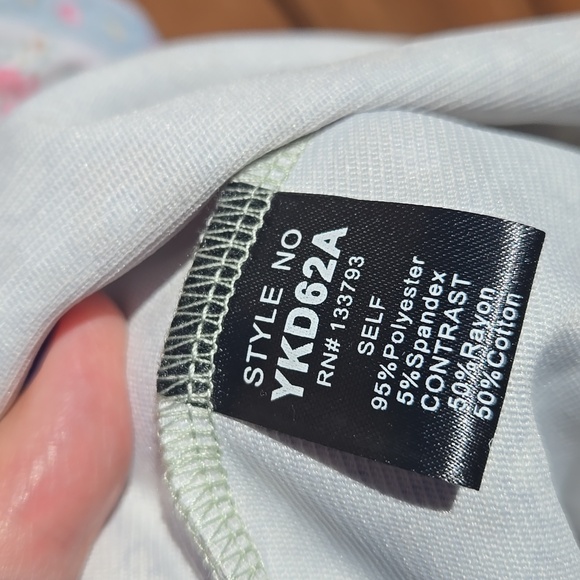 STYLE NO
YKD62A
RN# 133793
SELF
95%Polyester
5%Spandex
CONTRAST
50%Rayon
50%Cotton